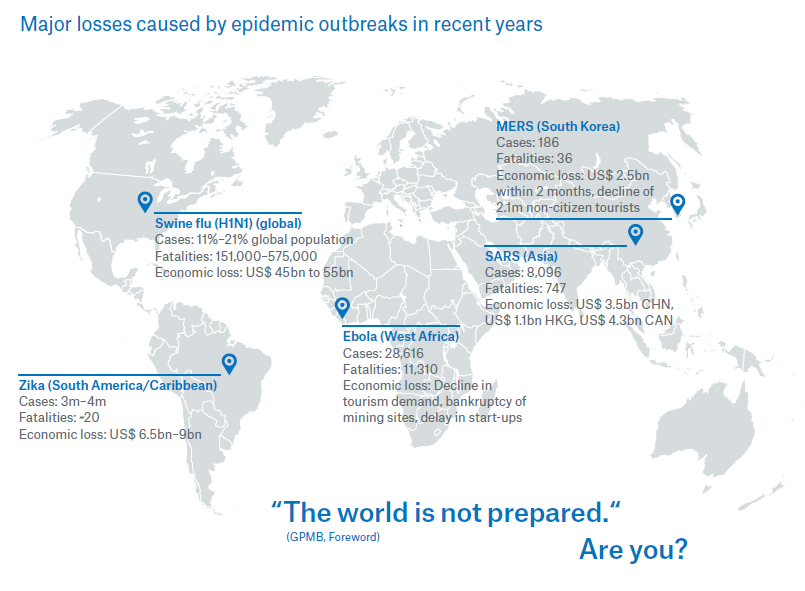 Major losses caused by epidemic outbreaks in recent years
MERS (South Korea)
Cases: 186
Fatalities: 36
Economic loss: US$ 2.5bn
within 2 months, decline of
2.1m non-citizen tourists
Swine flu (H1N1) (global)
Cases: 11%–21% global population
Fatalities: 151,000–575,000
Economic loss: US$ 45bn to 55bn
SARS (Asia)
Cases: 8,096
Fatalities: 747
Economic loss: US$ 3.5bn CHN,
US$ 1.1bn HKG, US$ 4.3bn CAN
Ebola (West Africa)
Cases: 28,616
Fatalities: 11,310
Economic loss: Decline in
tourism demand, bankruptcy of
mining sites, delay in start-ups
Zika (South America/Caribbean)
Cases: 3m–4m
Fatalities: ~20
Economic loss: US$ 6.5bn–9bn
“The world is not prepared.“
(GPMB, Foreword)
Are you?